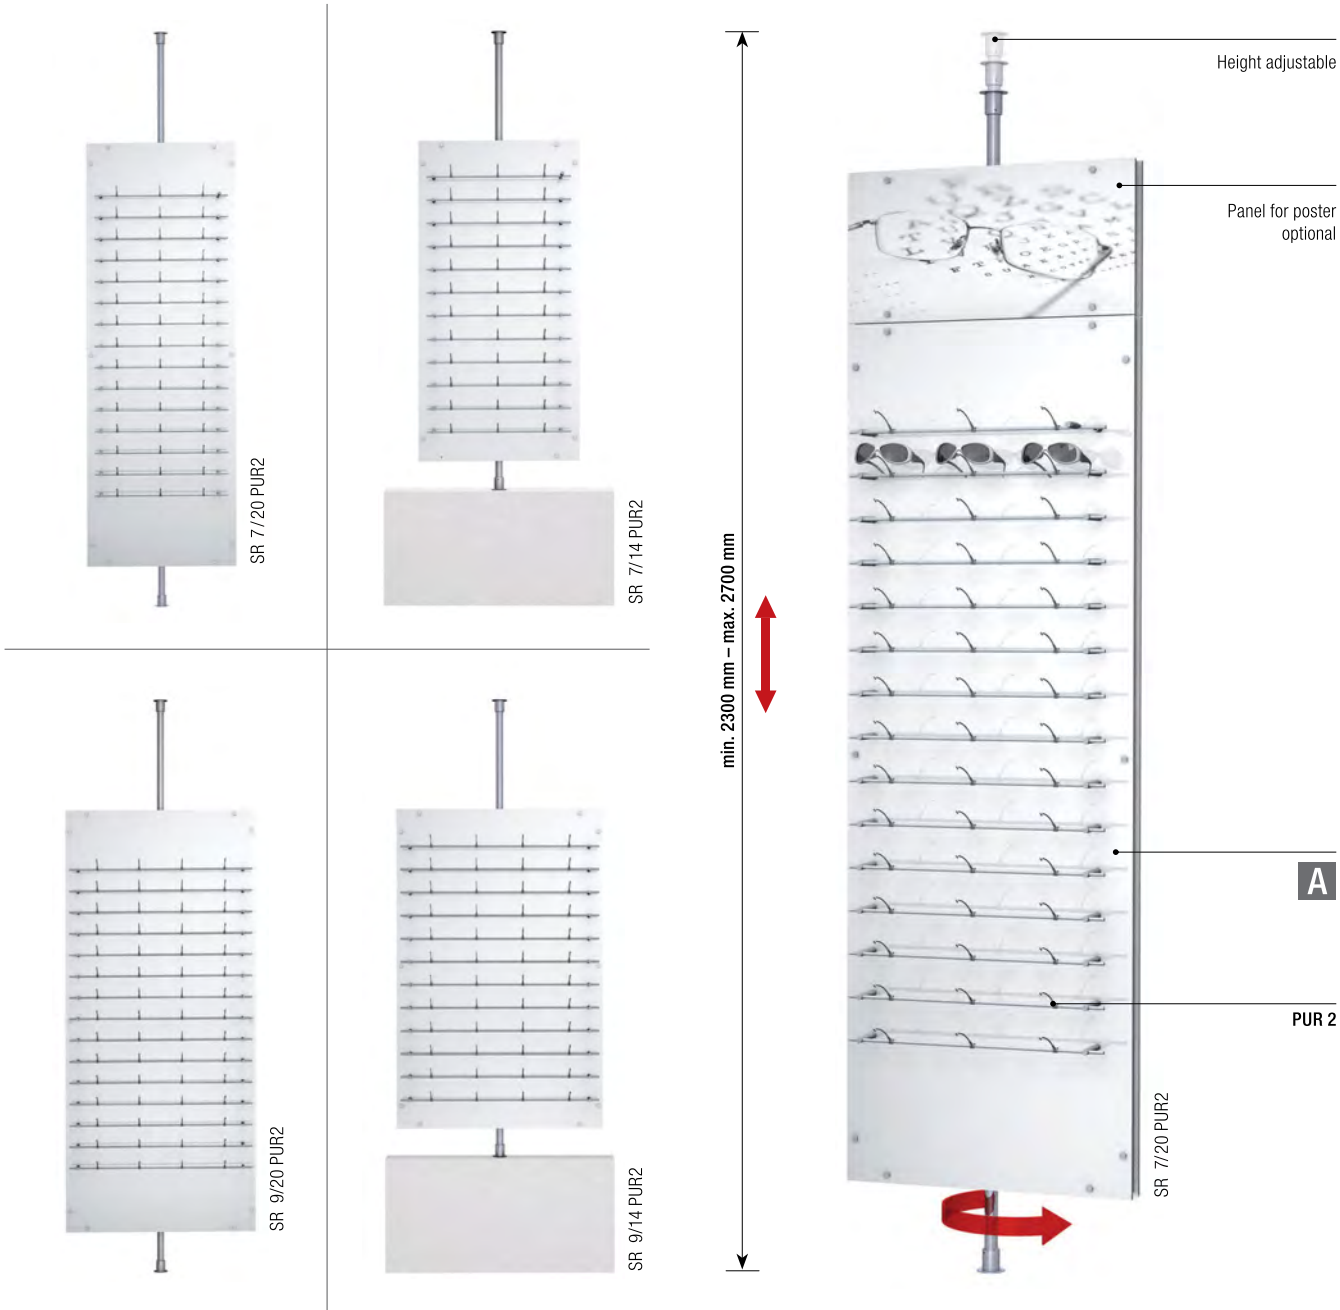 SR 7/20 PUR2
SR 7/14 PUR2
SR 9/20 PUR2
SR 9/14 PUR2
min. 2300 mm – max. 2700 mm
Height adjustable
Panel for poster
optional
A
PUR 2
SR 7/20 PUR2